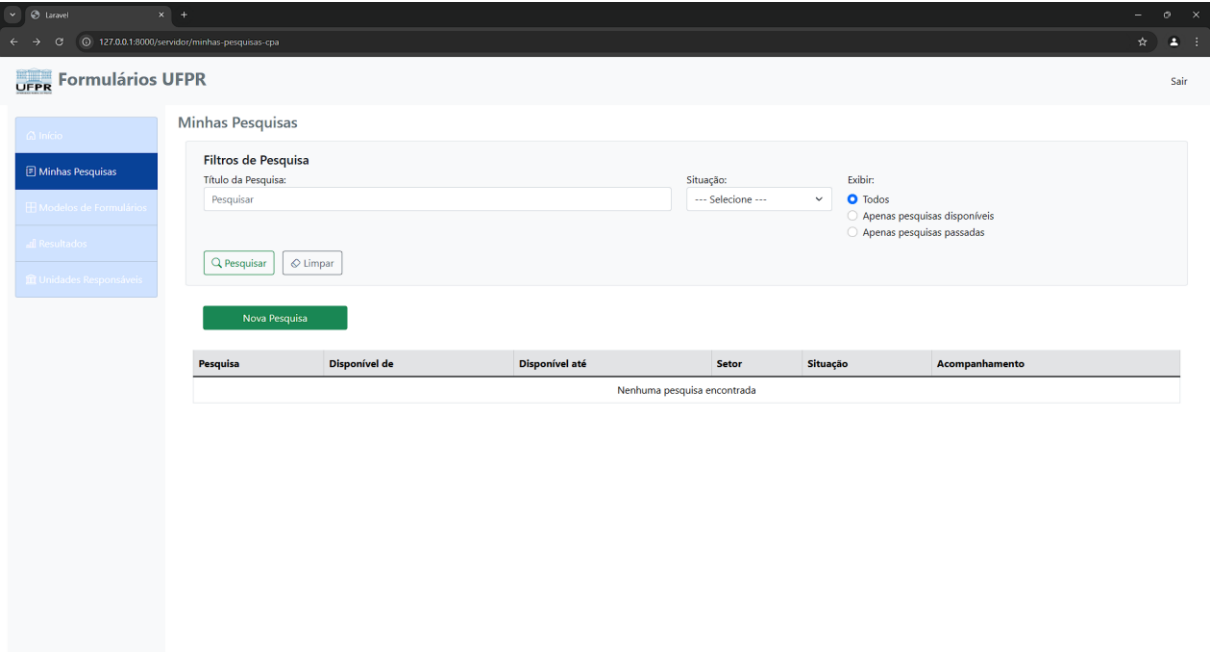 Laravel
127.0.0.1:8000/servidor/minhas-pesquisas-cpa
UFPR Formulários UFPR
Sair
Início
Minhas Pesquisas
Modelos de Formulários
Resultados
Unidades Responsáveis
Minhas Pesquisas
Filtros de Pesquisa
Título da Pesquisa: Situação: Exibir:
Pesquisar --- Selecione --- Todos
Apenas pesquisas disponíveis
Apenas pesquisas passadas
Pesquisar Limpar
Nova Pesquisa
Pesquisa Disponível de Disponível até Setor Situação Acompanhamento
Nenhuma pesquisa encontrada